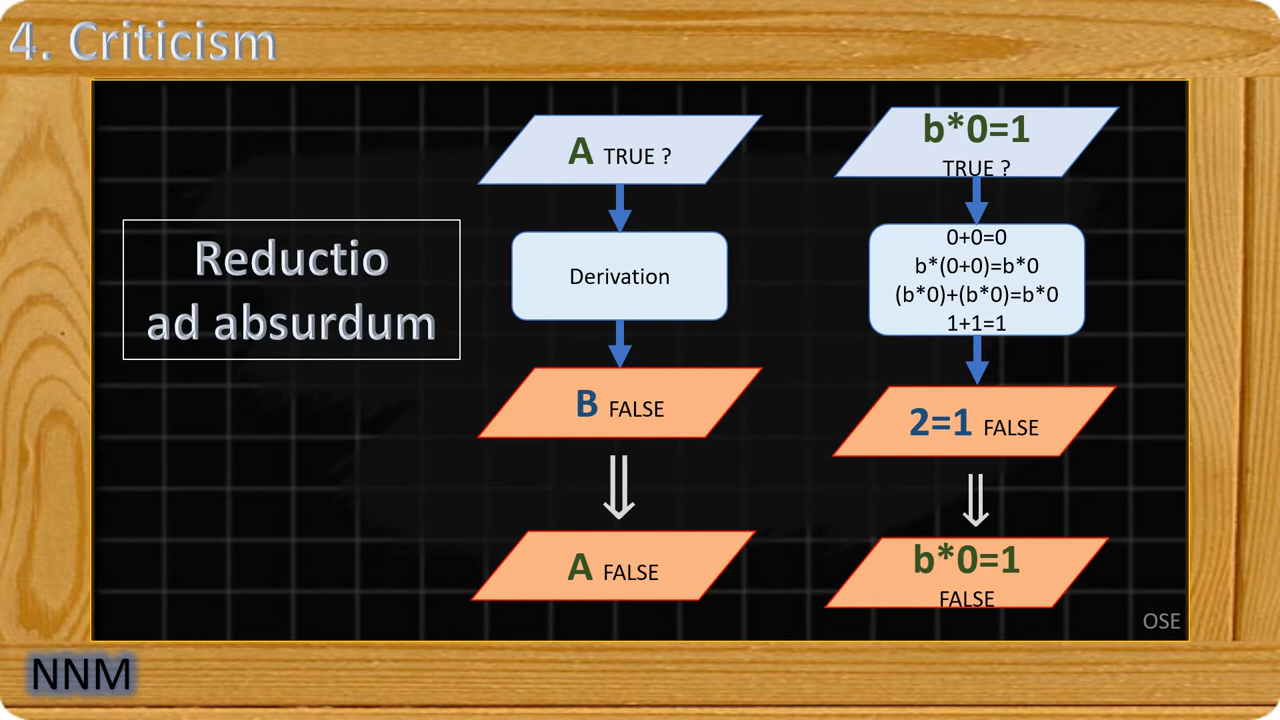 4. Criticism
Reductio
ad absurdum
A TRUE ?
Derivation
B FALSE
⇓
A FALSE
b*0=1
TRUE ?
0+0=0
b*(0+0)=b*0
(b*0)+(b*0)=b*0
1+1=1
2=1 FALSE
⇓
b*0=1
FALSE
OSE
NNM